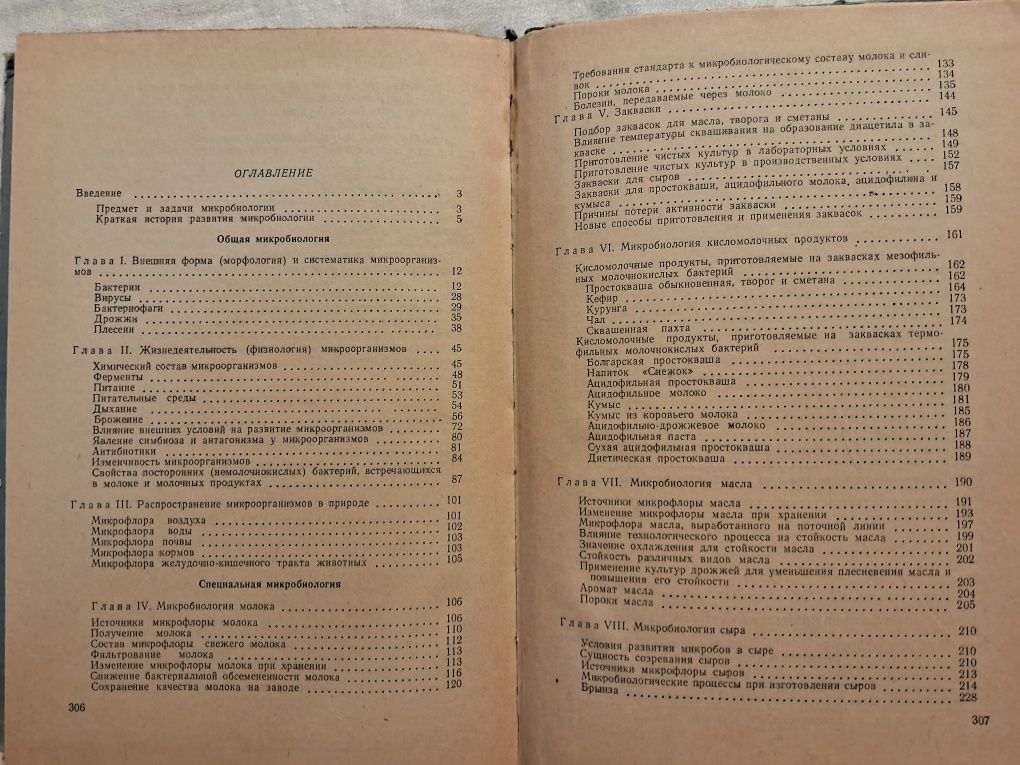 ОГЛАВЛЕНИЕ
Введение 3
Предмет и задачи микробиологии 3
Краткая история развития микробиологии 5
Общая микробиология
Глава I. Внешняя форма (морфология) и систематика микроорганиз-
мов 12
Бактерии 12
Вирусы 28
Бактериофаги 29
Дрожжи 35
Плесени 38
Глава II. Жизнедеятельность (физиология) микроорганизмов 45
Химический состав микроорганизмов 45
Ферменты 48
Питание 51
Питательные среды 53
Дыхание 54
Брожение 56
Влияние внешних условий на развитие микроорганизмов 72
Явление симбиоза и антагонизма у микроорганизмов 80
Антибиотики 81
Изменчивость микроорганизмов 84
Свойства посторонних (немолочнокислых) бактерий, встречающихся
в молоке и молочных продуктах 87
Глава III. Распространение микроорганизмов в природе 101
Микрофлора воздуха 101
Микрофлора воды 102
Микрофлора почвы 103
Микрофлора кормов 103
Микрофлора желудочно-кишечного тракта животных 105
Специальная микробиология
Глава IV. Микробиология молока 106
Источники микрофлоры молока 106
Получение молока 110
Состав микрофлоры свежего молока 112
Фильтрование молока 113
Изменение микрофлоры молока при хранении 113
Снижение бактериальной обсемененности молока 116
Сохранение качества молока на заводе 120
306
Требования стандарта к микробиологическому составу молока и сли-
вок 133
Пороки молока 134
Болезни, передаваемые через молоко 135
Глава V. Закваски 144
Подбор заквасок для масла, творога и сметаны 145
Влияние температуры сквашивания на образование диацетила в за-
кваске 148
Приготовление чистых культур в лабораторных условиях 149
Приготовление чистых культур в производственных условиях 152
Закваски для сыров 157
Закваски для простокваши, ацидофильного молока, ацидофилина и
кумыса 158
Причины потери активности закваски 159
Новые способы приготовления и применения заквасок 159
Глава VI. Микробиология кисломолочных продуктов 161
Кисломолочные продукты, приготовляемые на заквасках мезофиль-
ных молочнокислых бактерий 162
Простокваша обыкновенная, творог и сметана 162
Кефир 164
Курунга 173
Чал 173
Сквашенная пахта 174
Кисломолочные продукты, приготовляемые на заквасках термо-
фильных молочнокислых бактерий 175
Болгарская простокваша 175
Напиток «Снежок» 178
Ацидофильная простокваша 179
Ацидофильное молоко 180
Кумыс 181
Кумыс из коровьего молока 185
Ацидофильно-дрожжевое молоко 186
Ацидофильная паста 187
Сухая ацидофильная простокваша 188
Диетическая простокваша 189
Глава VII. Микробиология масла 190
Источники микрофлоры масла 191
Изменение микрофлоры масла при хранении 193
Микрофлора масла, выработанного на поточной линии 197
Влияние технологического процесса на стойкость масла 199
Значение охлаждения для стойкости масла 201
Стойкость различных видов масла 202
Применение культур дрожжей для уменьшения плесневения масла и
повышения его стойкости 203
Аромат масла 204
Пороки масла 205
Глава VIII. Микробиология сыра 210
Условия развития микробов в сыре 210
Сущность созревания сыров 210
Источники микрофлоры сыров 213
Микробиологические процессы при изготовлении сыров 214
Брынза 228
307